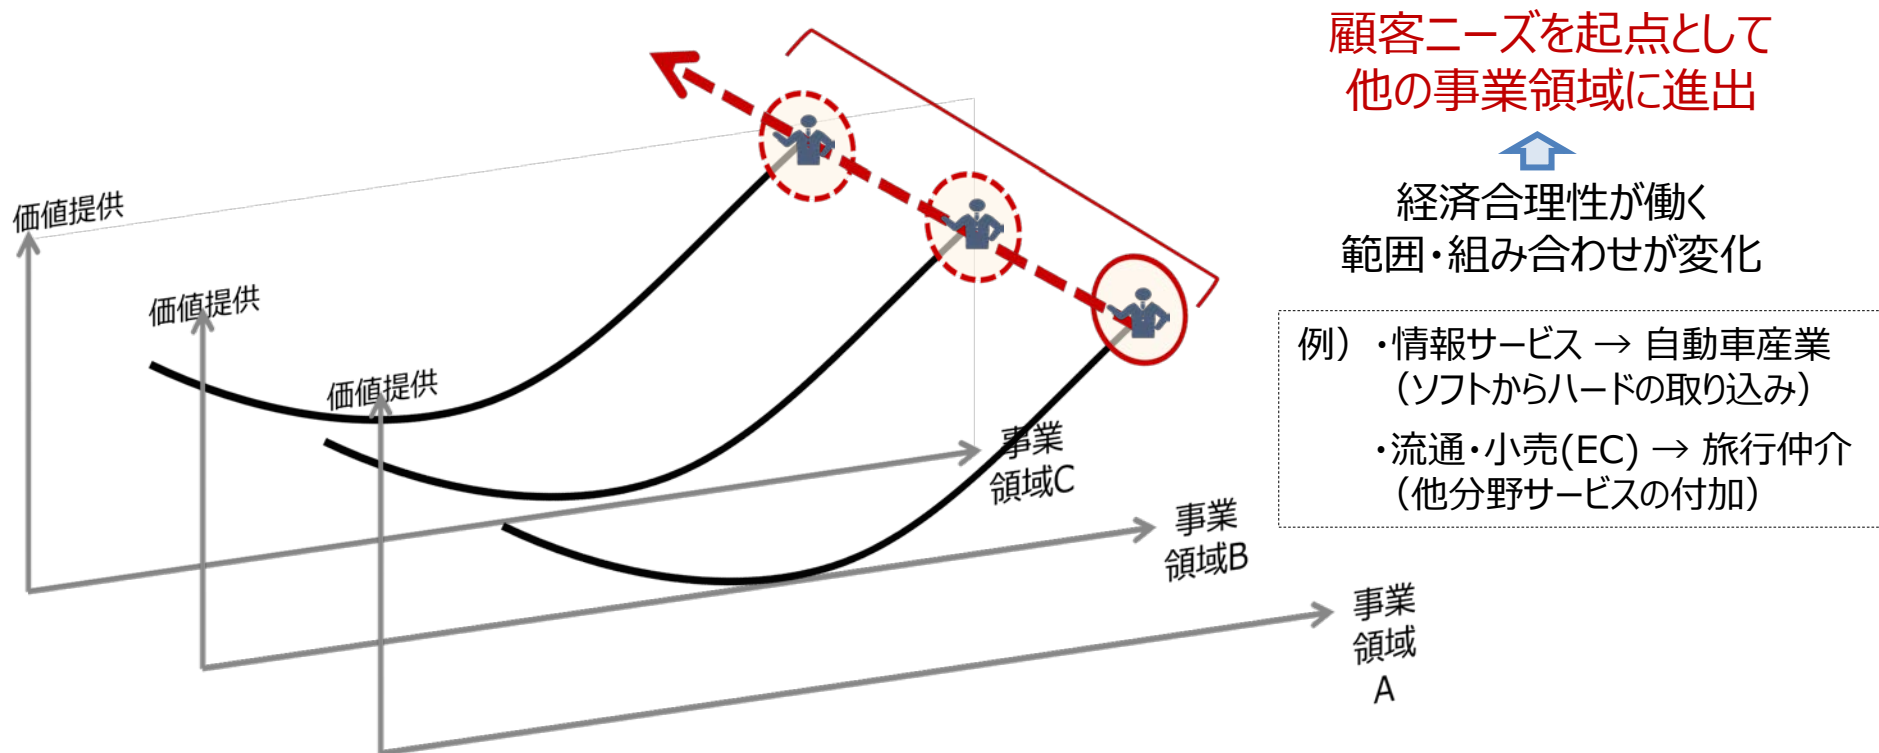 顧客ニーズを起点として
他の事業領域に進出
経済合理性が働く
範囲・組み合わせが変化
例）・情報サービス → 自動車産業
（ソフトからハードの取り込み）
・流通・小売(EC) → 旅行仲介
（他分野サービスの付加）
価値提供
価値提供
価値提供
事業
領域C
事業
領域B
事業
領域
A